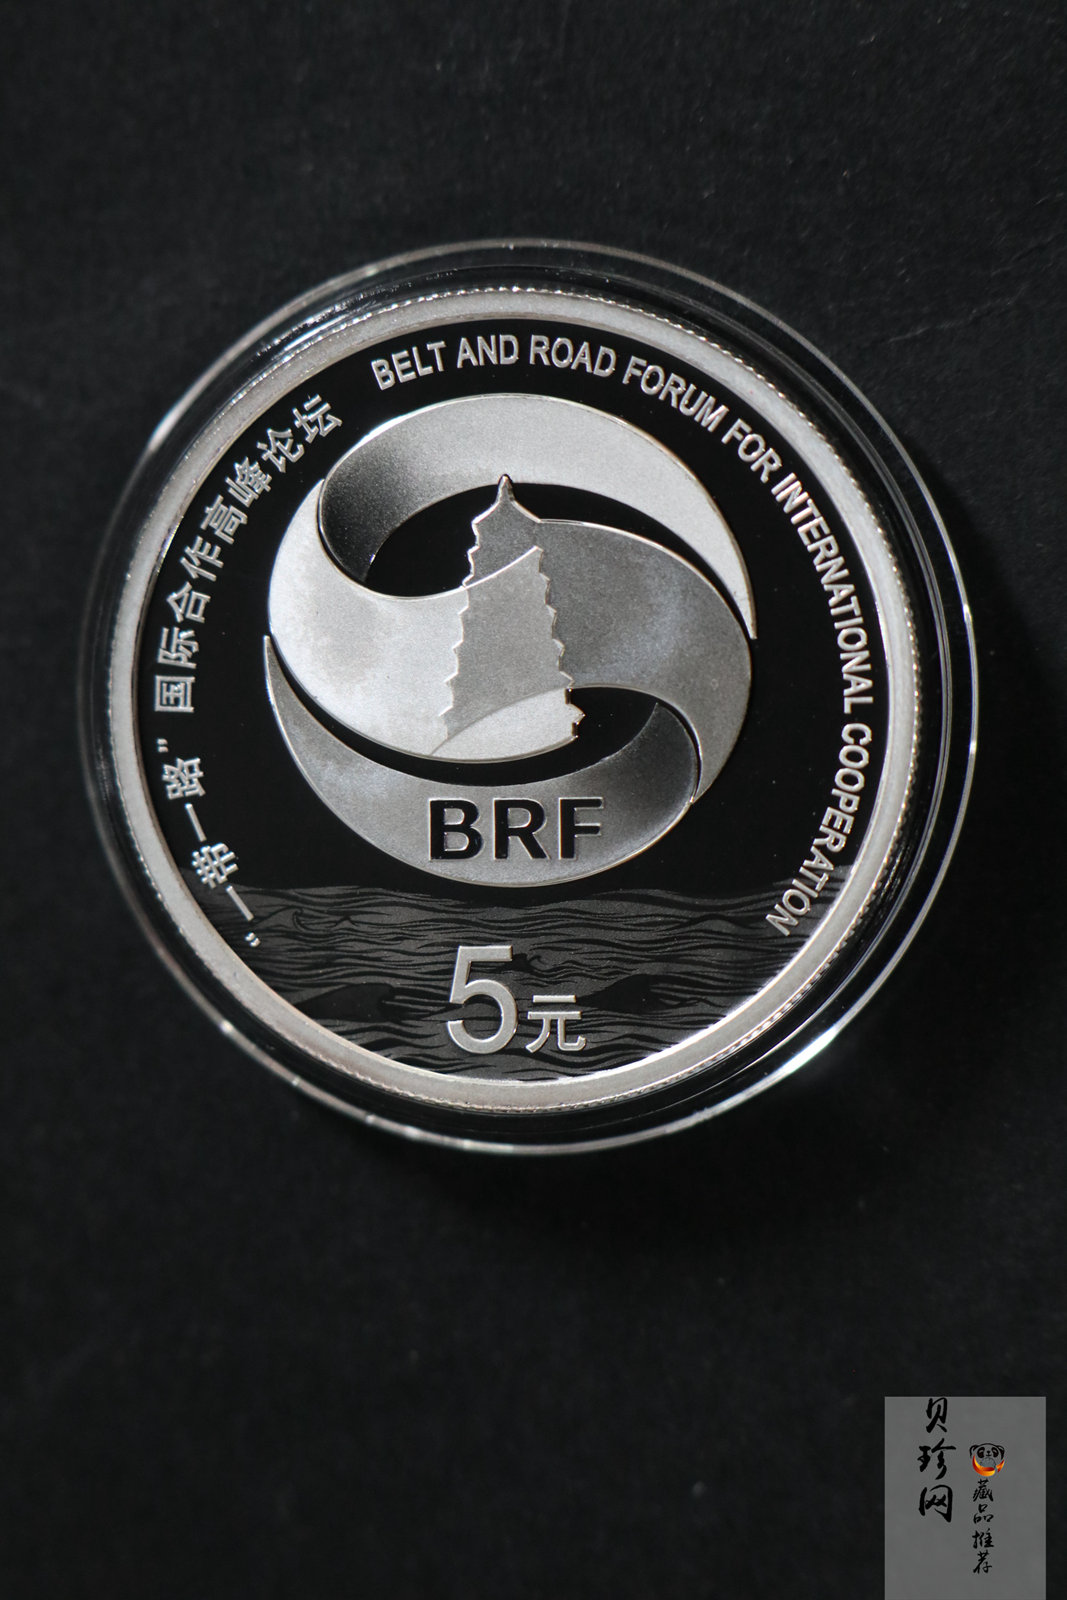 “一带一路”国际合作高峰论坛
BELT AND ROAD FORUM FOR INTERNATIONAL COOPERATION
BRF
5元
贝珍网
藏品推荐